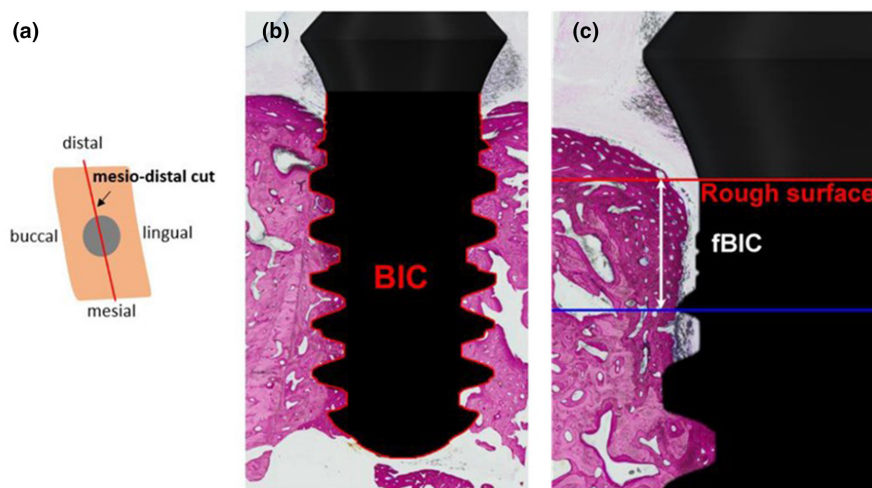 (a)
distal
mesio-distal cut
buccal
lingual
mesial
(b)
BIC
(c)
Rough surface
fBIC